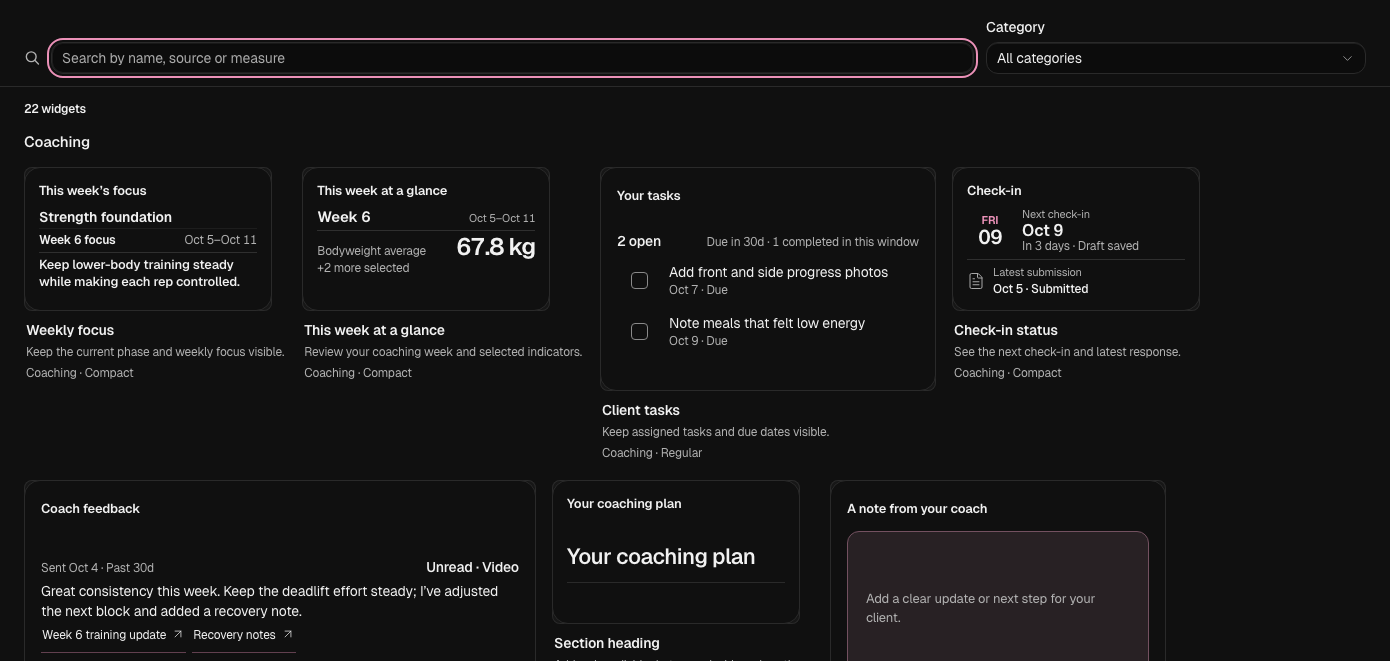 Category
Search by name, source or measure
All categories
22 widgets
Coaching
This week's focus
Strength foundation
Week 6 focus
Oct 5–Oct 11
Keep lower-body training steady
while making each rep controlled.
Weekly focus
Keep the current phase and weekly focus visible.
Coaching · Compact
This week at a glance
Week 6
Oct 5–Oct 11
Bodyweight average
67.8 kg
+2 more selected
This week at a glance
Review your coaching week and selected indicators.
Coaching · Compact
Your tasks
2 open
Due in 30d · 1 completed in this window
Add front and side progress photos
Oct 7 · Due
Note meals that felt low energy
Oct 9 · Due
Client tasks
Keep assigned tasks and due dates visible.
Coaching · Regular
Check-in
FRI
09
Next check-in
Oct 9
In 3 days · Draft saved
Latest submission
Oct 5 · Submitted
Check-in status
See the next check-in and latest response.
Coaching · Compact
Coach feedback
Sent Oct 4 · Past 30d
Unread · Video
Great consistency this week. Keep the deadlift effort steady; I've adjusted
the next block and added a recovery note.
Week 6 training update
Recovery notes
Your coaching plan
Your coaching plan
Section heading
A note from your coach
Add a clear update or next step for your
client.